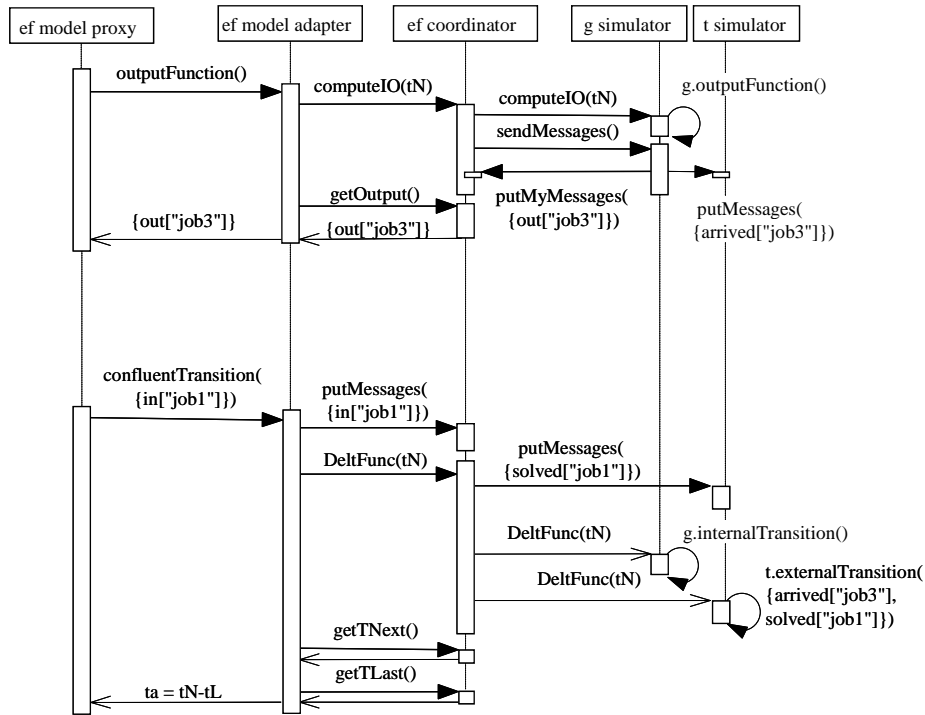 ef model proxy
ef model adapter
ef coordinator
g simulator
t simulator
outputFunction()
computeIO(tN)
computeIO(tN)
g.outputFunction()
sendMessages()
getOutput()
putMyMessages(
{out["job3"]})
putMessages(
{arrived["job3"]})
{out["job3"]}
{out["job3"]}
confluentTransition(
{in["job1"]})
putMessages(
{in["job1"]})
DeltFunc(tN)
putMessages(
{solved["job1"]})
DeltFunc(tN)
g.internalTransition()
DeltFunc(tN)
t.externalTransition(
{arrived["job3"],
solved["job1"]})
getTNext()
getTLast()
ta = tN-tL